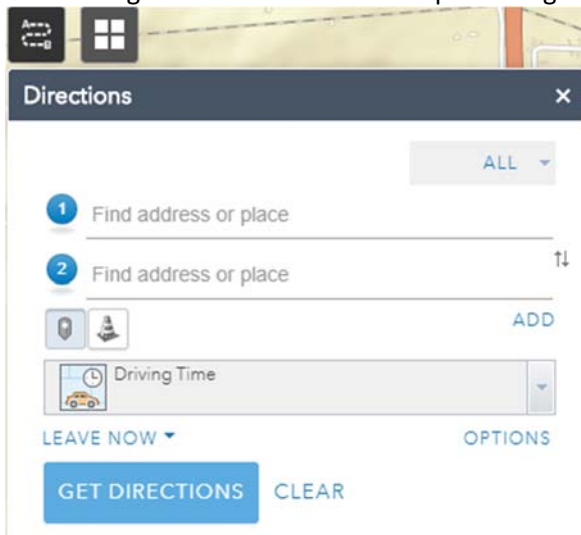 Directions ×
ALL
1 Find address or place
2 Find address or place
ADD
Driving Time
LEAVE NOW OPTIONS
GET DIRECTIONS CLEAR